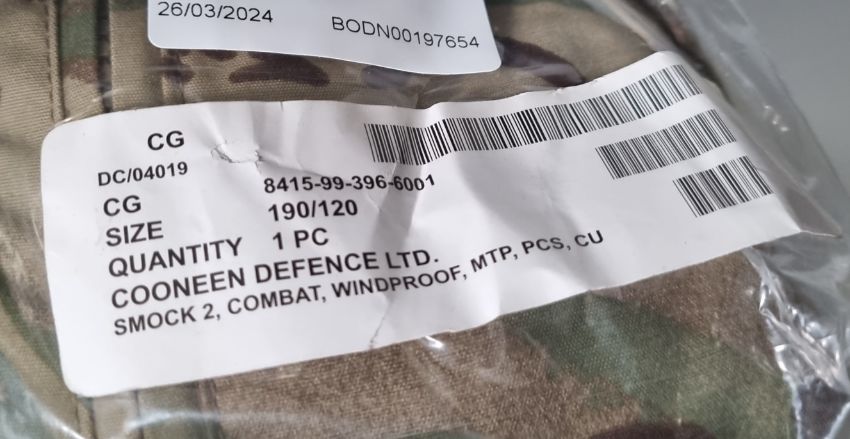 26/03/2024 BODN00197654
CG
DC/04019
CG 8415-99-396-6001
SIZE 190/120
QUANTITY 1 PC
COONEEN DEFENCE LTD.
SMOCK 2, COMBAT, WINDPROOF, MTP, PCS, CU